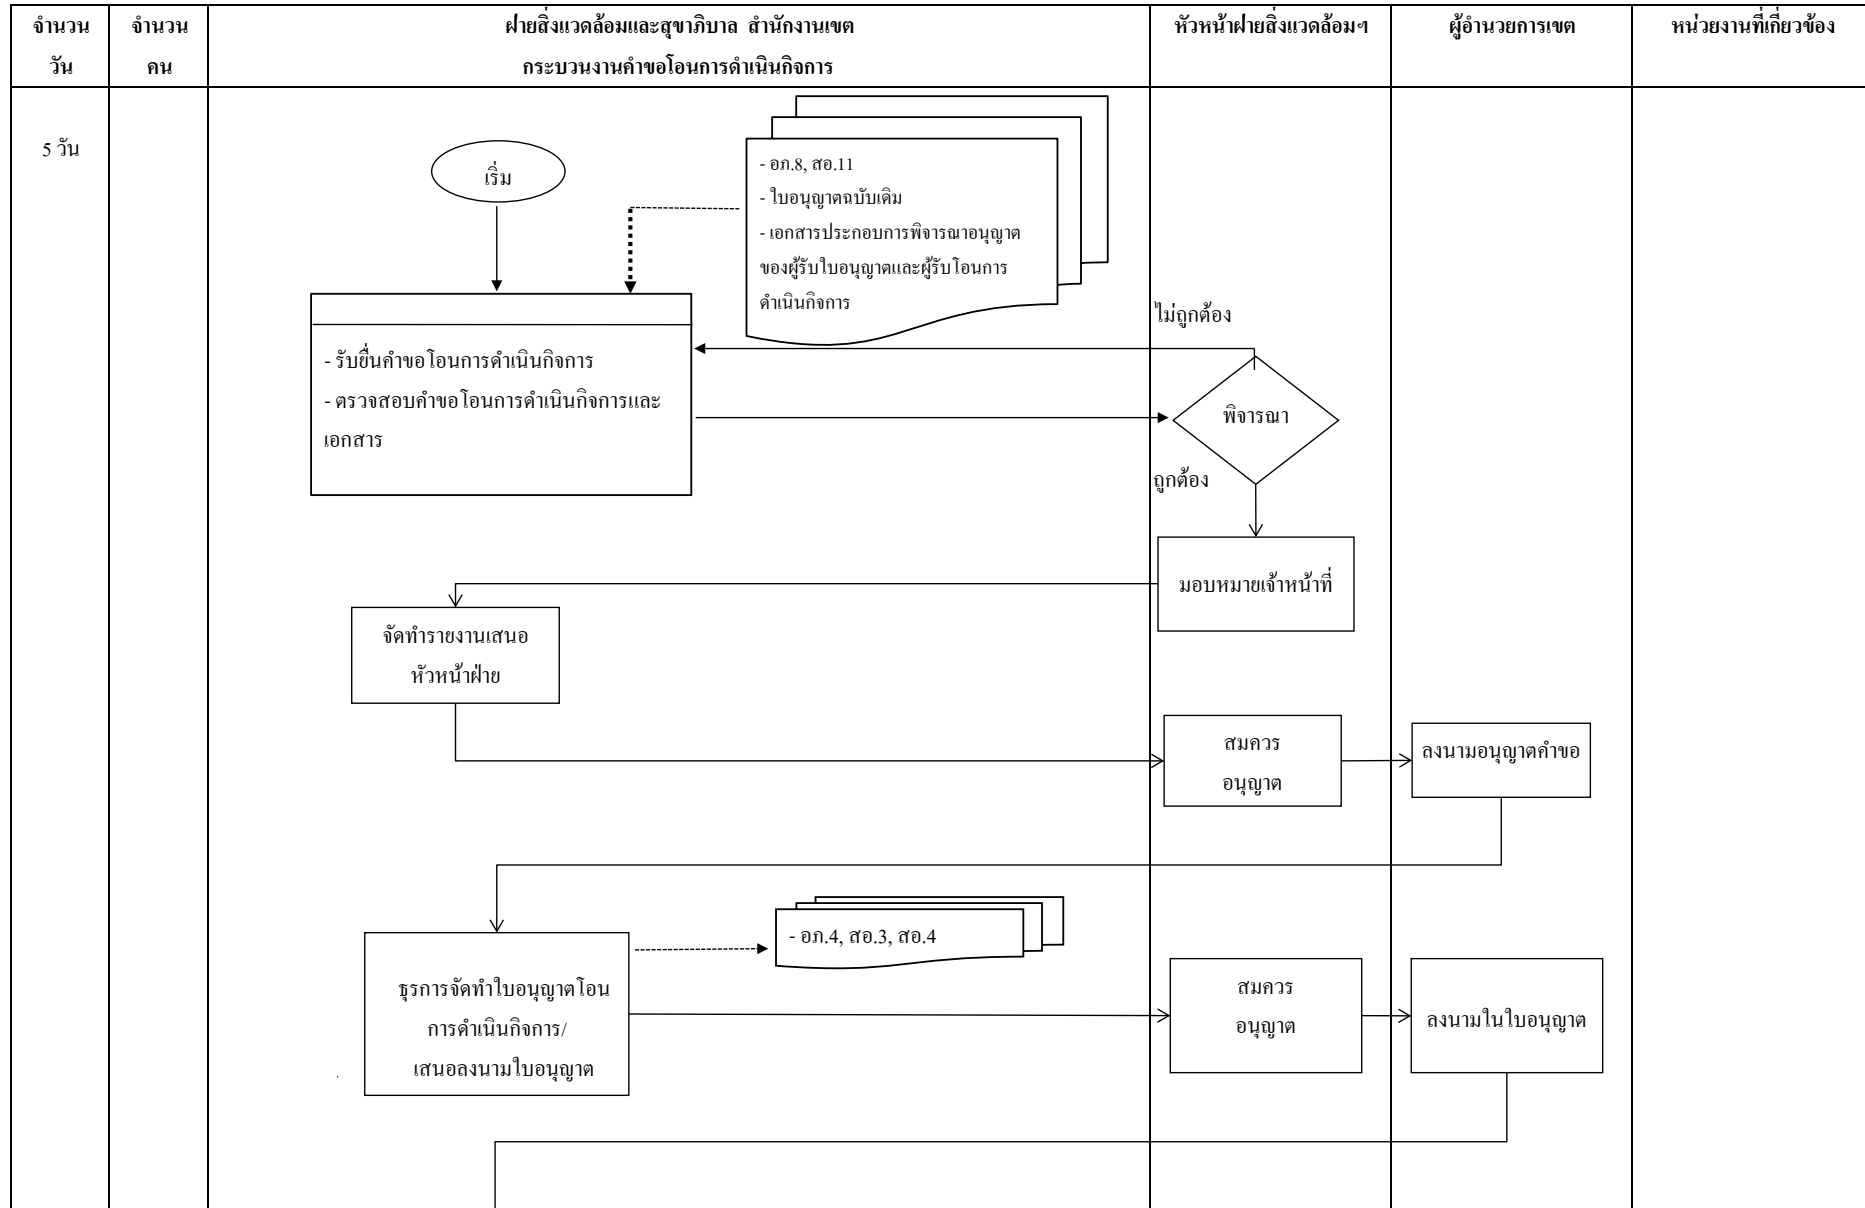 จำนวน
วัน
จำนวน
คน
ฝ่ายสิ่งแวดล้อมและสุขาภิบาล สำนักงานเขต
กระบวนงานคำขอโอนการดำเนินกิจการ
หัวหน้าฝ่ายสิ่งแวดล้อมฯ
ผู้อำนวยการเขต
หน่วยงานที่เกี่ยวข้อง
5 วัน
เริ่ม
- อภ.8, สอ.11
- ใบอนุญาตฉบับเดิม
- เอกสารประกอบการพิจารณาอนุญาต
ของผู้รับใบอนุญาตและผู้รับโอนการ
ดำเนินกิจการ
ไม่ถูกต้อง
- รับยื่นคำขอโอนการดำเนินกิจการ
- ตรวจสอบคำขอโอนการดำเนินกิจการและ
เอกสาร
พิจารณา
ถูกต้อง
มอบหมายเจ้าหน้าที่
จัดทำรายงานเสนอ
หัวหน้าฝ่าย
สมควร
อนุญาต
ลงนามอนุญาตคำขอ
- อภ.4, สอ.3, สอ.4
ธุรการจัดทำใบอนุญาตโอน
การดำเนินกิจการ/
เสนอลงนามใบอนุญาต
สมควร
อนุญาต
ลงนามในใบอนุญาต